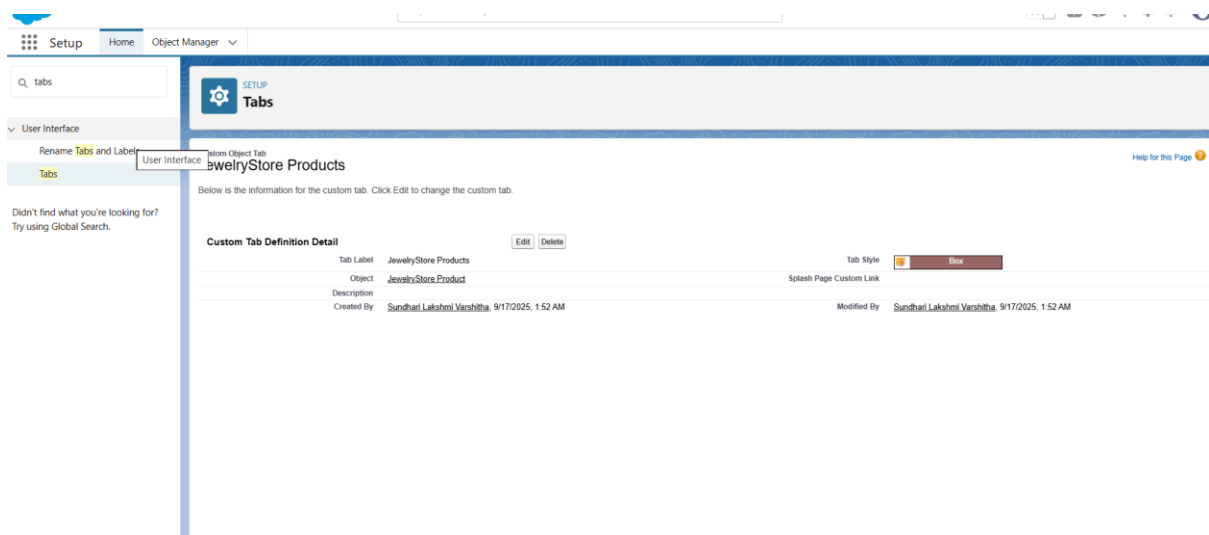 Setup Home Object Manager
tabs
SETUP
Tabs
User Interface
Rename Tabs and Labels
User Interface
Tabs
Didn't find what you're looking for?
Try using Global Search.
stom Object Tab
ewelryStore Products
Help for this Page
Below is the information for the custom tab. Click Edit to change the custom tab.
Custom Tab Definition Detail Edit Delete
Tab Label JewelryStore Products Tab Style Box
Object JewelryStore Product Splash Page Custom Link
Description
Created By Sundhari Lakshmi Varshitha, 9/17/2025, 1:52 AM Modified By Sundhari Lakshmi Varshitha, 9/17/2025, 1:52 AM